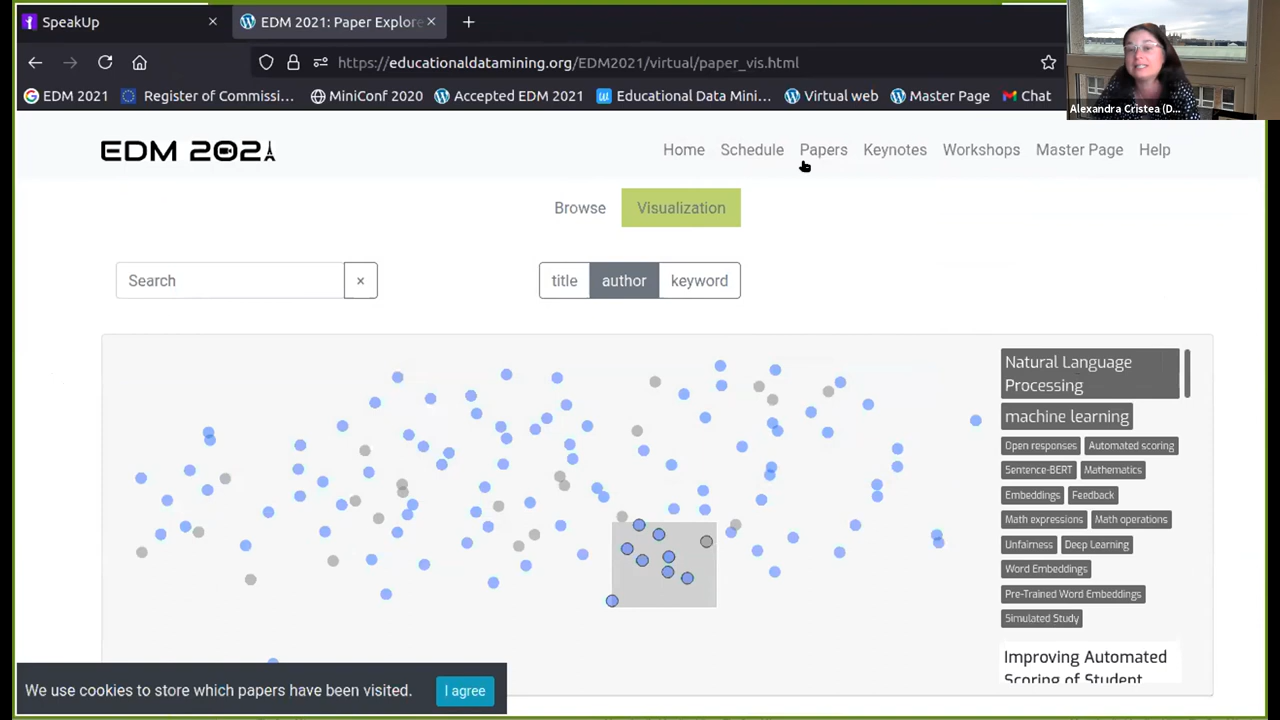 SpeakUp
EDM 2021: Paper Explore
https://educationaldatamining.org/EDM2021/virtual/paper_vis.html
EDM 2021 Register of Commissi... MiniConf 2020 Accepted EDM 2021 Educational Data Mini... Virtual web Master Page Chat
Alexandra Cristea (D...
EDM 2021
Home Schedule Papers Keynotes Workshops Master Page Help
Browse Visualization
Search × title author keyword
Natural Language
Processing
machine learning
Open responses Automated scoring
Sentence-BERT Mathematics
Embeddings Feedback
Math expressions Math operations
Unfairness Deep Learning
Word Embeddings
Pre-Trained Word Embeddings
Simulated Study
Improving Automated
Scoring of Student
We use cookies to store which papers have been visited. I agree